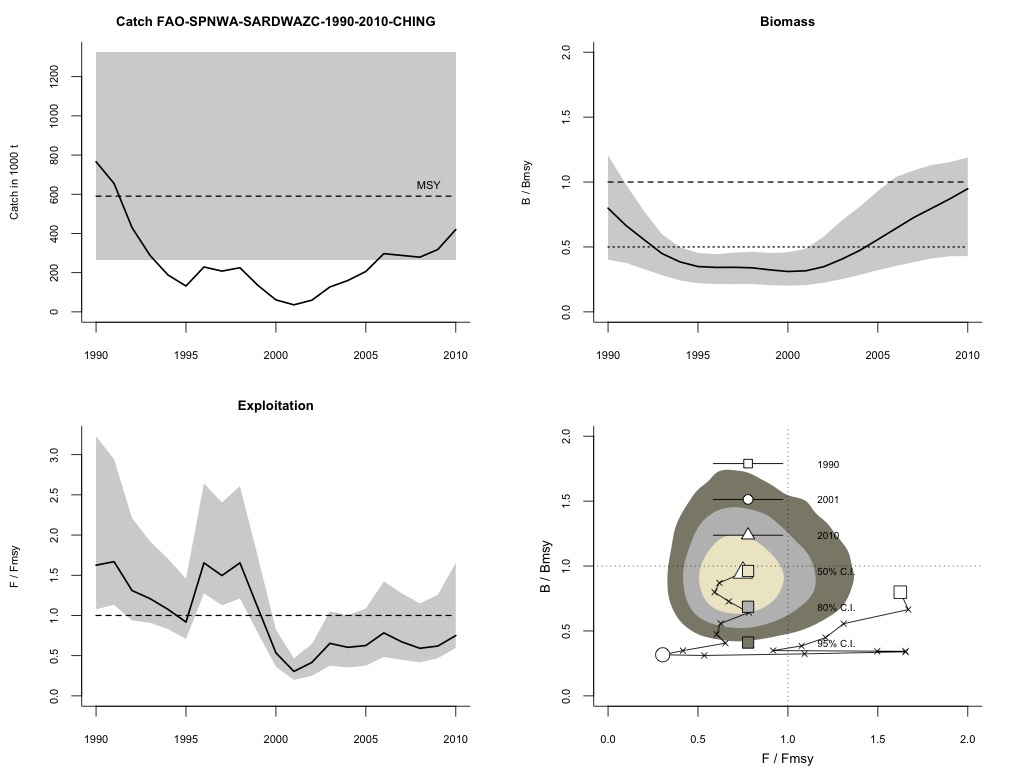 Catch FAO-SPNWA-SARDWAZC-1990-2010-CHING
Catch in 1000 t
1200
1000
800
600
400
200
0
MSY
1990 1995 2000 2005 2010
Biomass
B / Bmsy
2.0
1.5
1.0
0.5
0.0
1990 1995 2000 2005 2010
Exploitation
F / Fmsy
3.0
2.5
2.0
1.5
1.0
0.5
0.0
1990 1995 2000 2005 2010
B / Bmsy
2.0
1.5
1.0
0.5
0.0
1990
2001
2010
50% C.I.
80% C.I.
95% C.I.
0.0 0.5 1.0 1.5 2.0
F / Fmsy